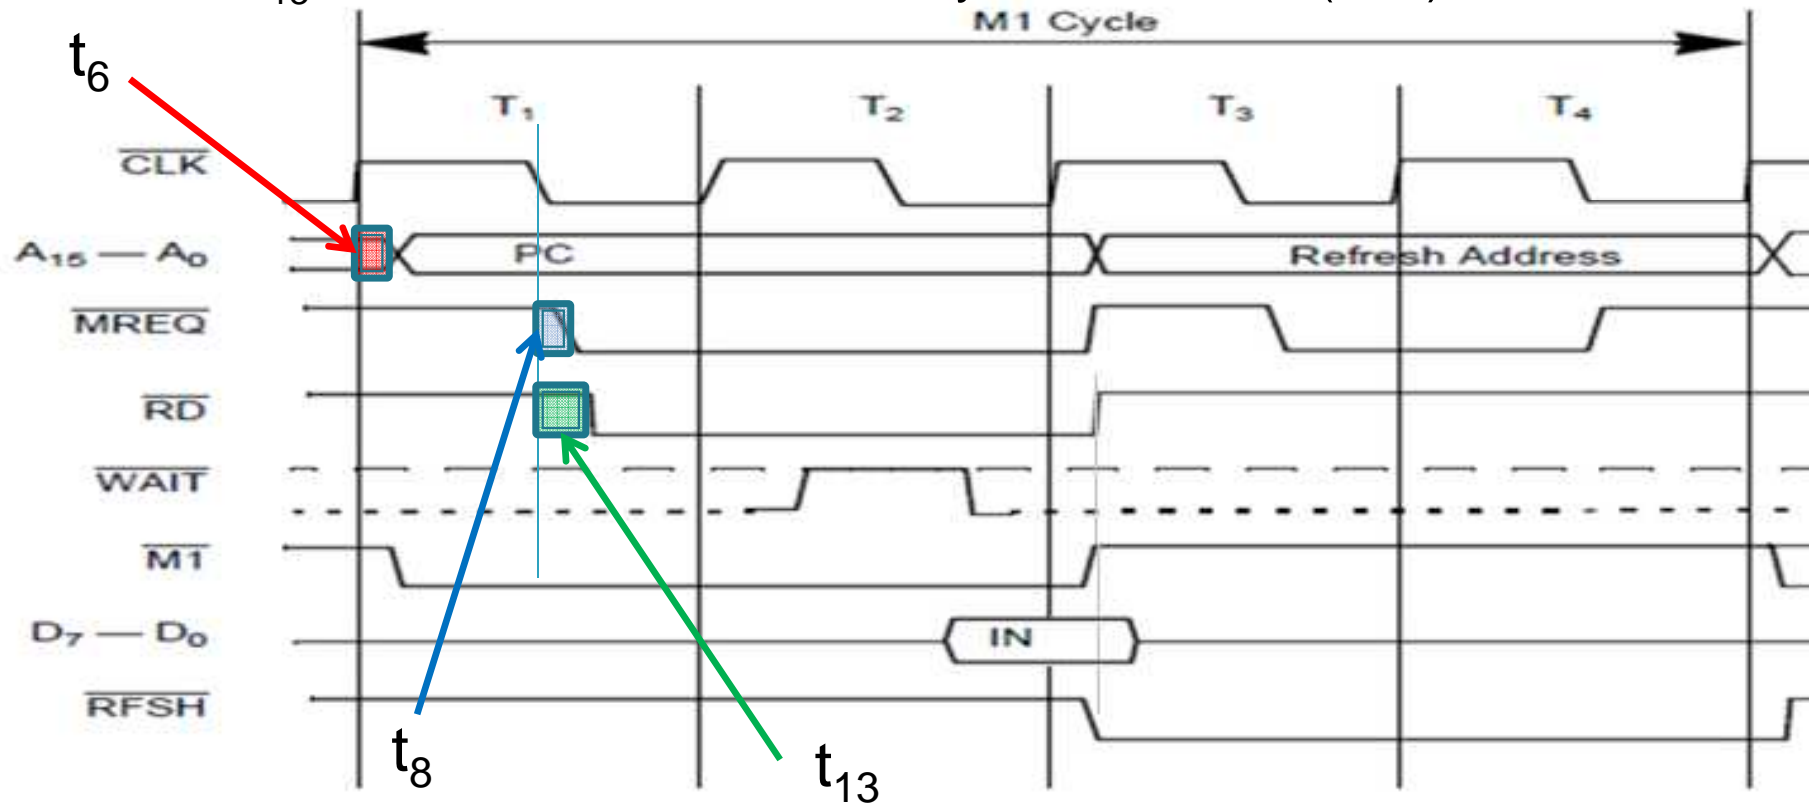 M1 Cycle
t6
T1 T2 T3 T4
CLK
A15 — A0 PC Refresh Address
MREQ
RD
WAIT
M1
D7 — D0 IN
RFSH
t8 t13